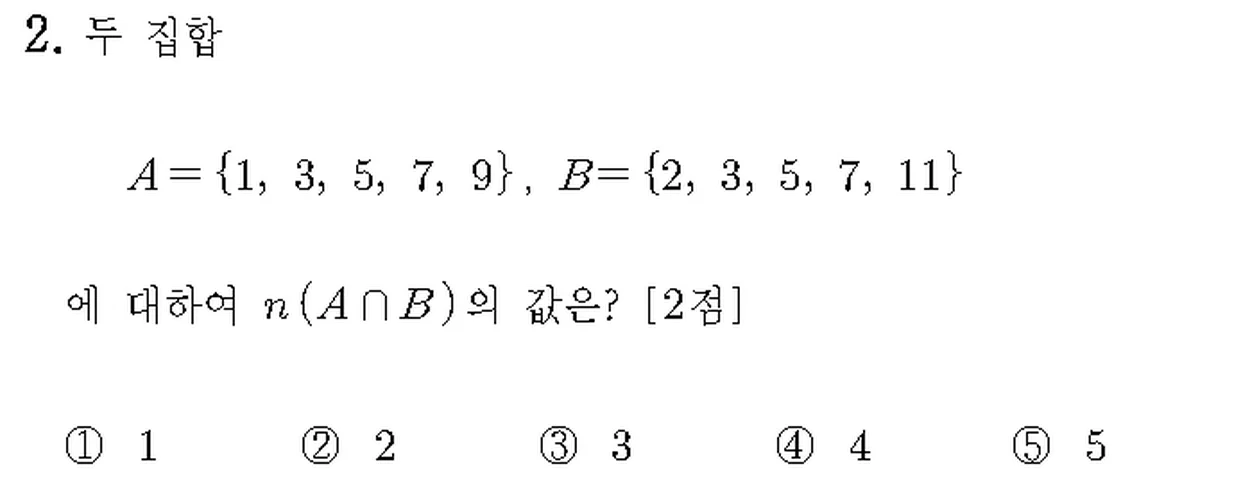 2. 두 집합
A = {1, 3, 5, 7, 9}, B = {2, 3, 5, 7, 11}
에 대하여 n(A∩B)의 값은? [2점]
① 1 ② 2 ③ 3 ④ 4 ⑤ 5